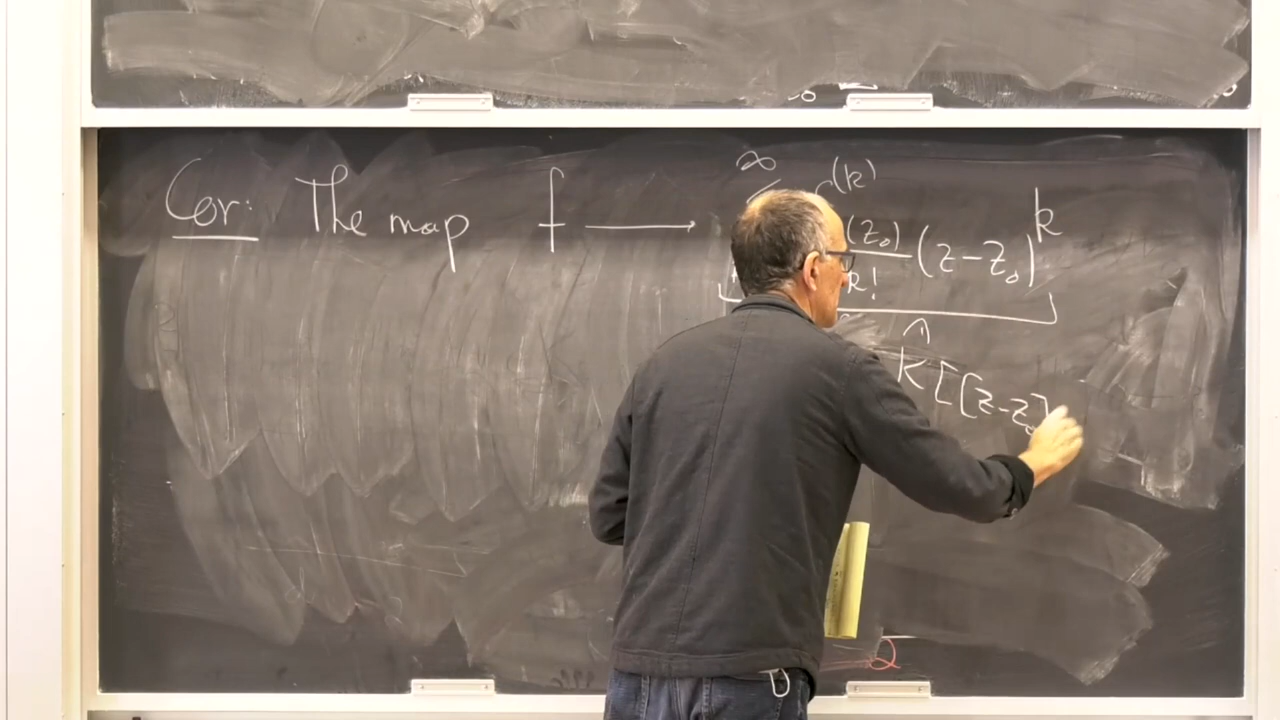 Cor: The map f ⟶ ∞ (k)
(z₀) (z-z₀)^k
k!
k̂[[z-z₀]